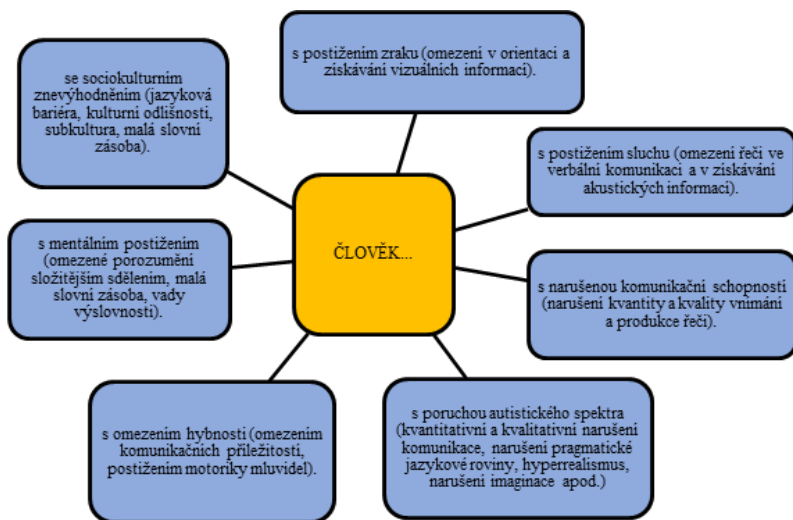 s postižením zraku (omezení v orientaci a
získávání vizuálních informací).
se sociokulturním
znevýhodněním (jazyková
bariéra, kulturní odlišnosti,
subkultura, malá slovní
zásoba).
s postižením sluchu (omezení řeči ve
verbální komunikaci a v získávání
akustických informací).
ČLOVĚK...
s mentálním postižením
(omezené porozumění
složitějším sdělením, malá
slovní zásoba, vady
výslovnosti).
s narušenou komunikační schopností
(narušení kvantity a kvality vnímání
a produkce řeči).
s omezením hybnosti (omezením
komunikačních příležitostí,
postižením motoriky mluvidel).
s poruchou autistického spektra
(kvantitativní a kvalitativní narušení
komunikace, narušení pragmatické
jazykové roviny, hyperrealismus,
narušení imaginace apod.)